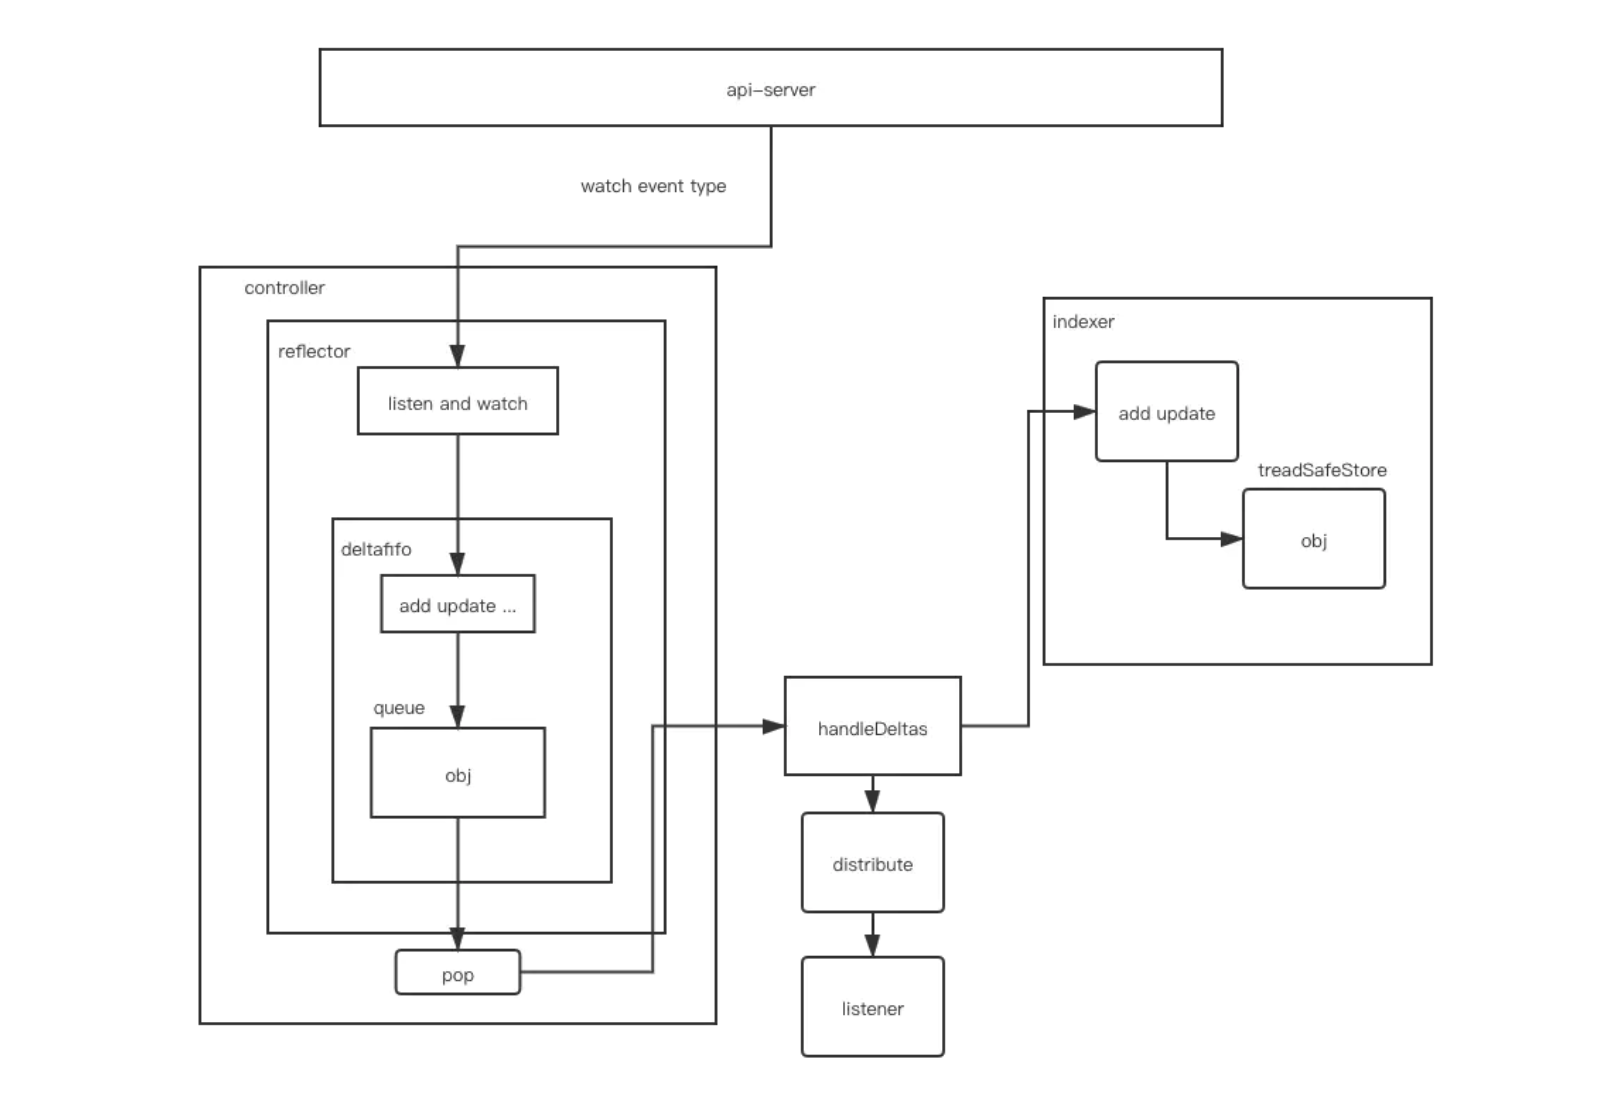 api-server
watch event type
controller
reflector
listen and watch
deltafifo
add update ...
queue
obj
pop
handleDeltas
distribute
listener
indexer
add update
treadSafeStore
obj